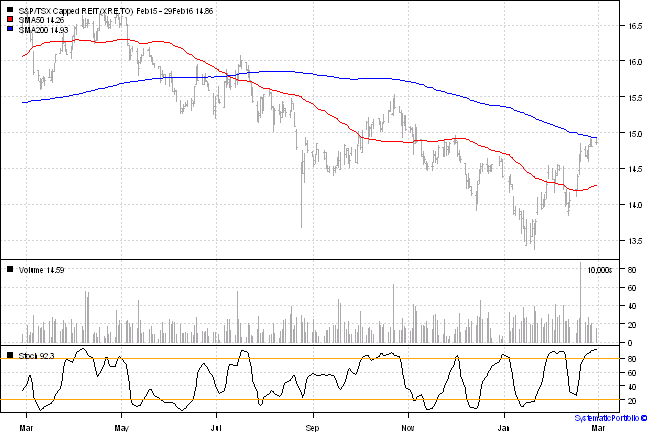 S&P/TSX Capped REIT(XRE.TO) Feb15 - 29Feb16 14.86
SMA50 14.26
SMA200 14.93
16.5
16.0
15.5
15.0
14.5
14.0
13.5
Volume 14.59
10,000s
80
60
40
20
0
Stoch 92.3
80
60
40
20
Mar May Jul Sep Nov Jan Mar
SystematicPortfolio ©